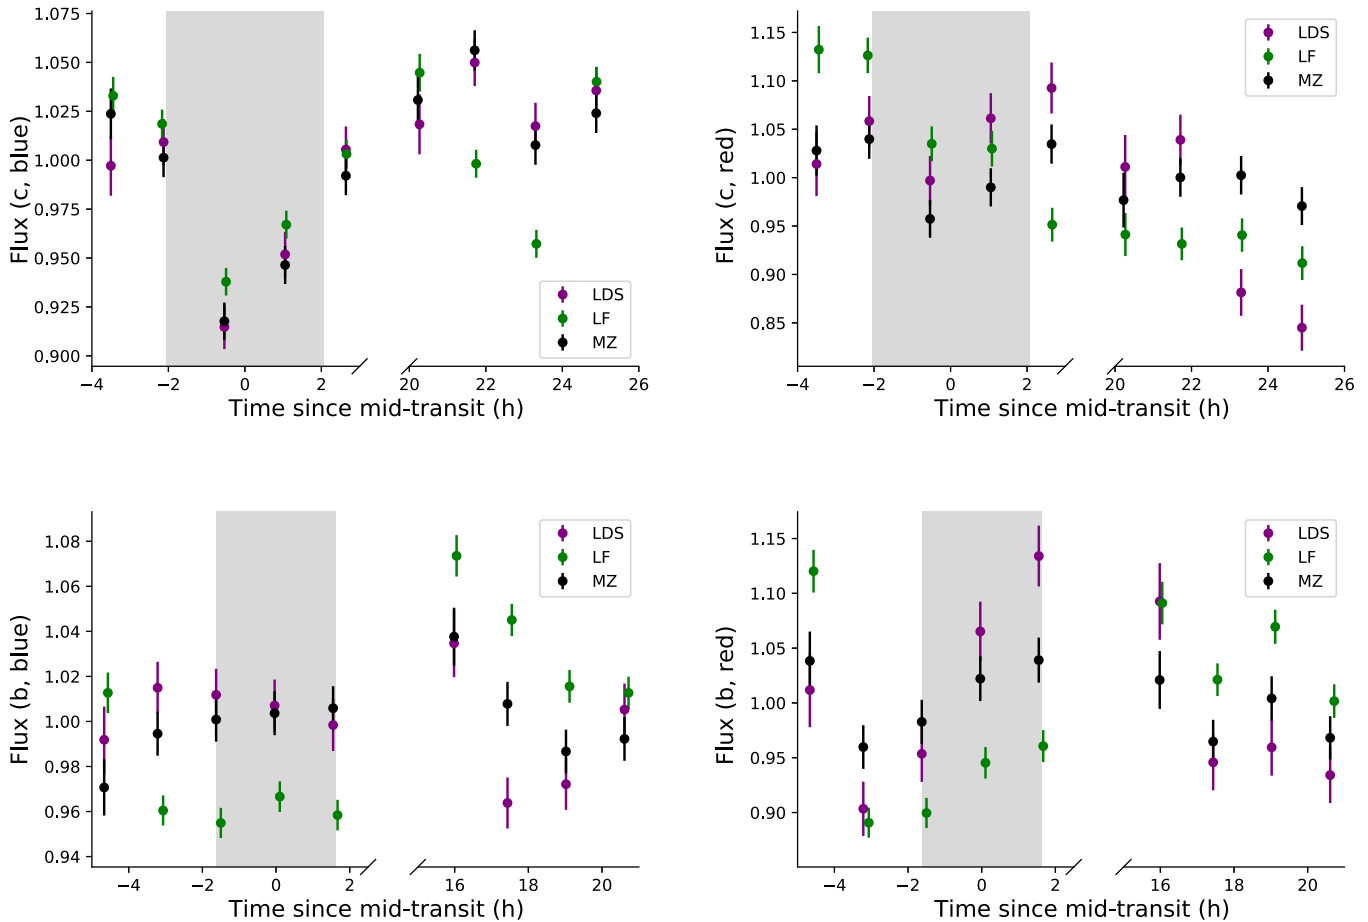 1.075
1.050
1.025
1.000
0.975
0.950
0.925
0.900
Flux (c, blue)
LDS
LF
MZ
−4 −2 0 2 20 22 24 26
Time since mid-transit (h)
1.15
1.10
1.05
1.00
0.95
0.90
0.85
Flux (c, red)
LDS
LF
MZ
−4 −2 0 2 20 22 24 26
Time since mid-transit (h)
1.08
1.06
1.04
1.02
1.00
0.98
0.96
0.94
Flux (b, blue)
LDS
LF
MZ
−4 −2 0 2 16 18 20
Time since mid-transit (h)
1.15
1.10
1.05
1.00
0.95
0.90
Flux (b, red)
LDS
LF
MZ
−4 −2 0 2 16 18 20
Time since mid-transit (h)